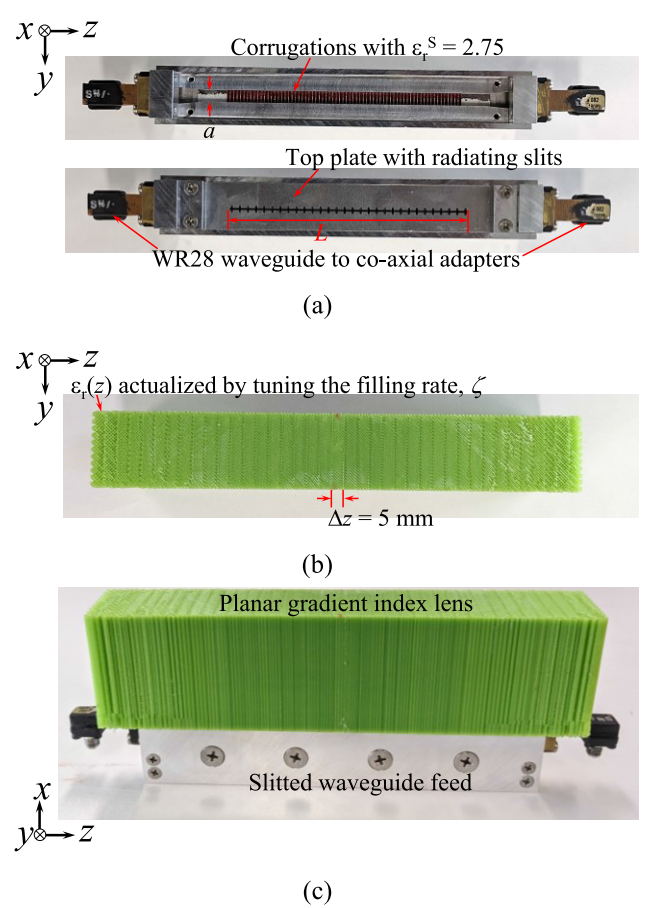 x z
y
Corrugations with εᵣˢ = 2.75
a
Top plate with radiating slits
L
WR28 waveguide to co-axial adapters
(a)
x z
y
εᵣ(z) actualized by tuning the filling rate, ζ
Δz = 5 mm
(b)
Planar gradient index lens
Slitted waveguide feed
x
y z
(c)